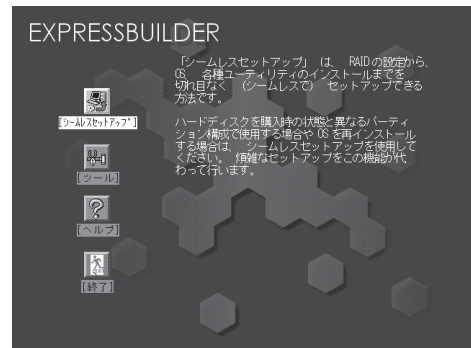 EXPRESSBUILDER
「シームレスセットアップ」 は、 RAIDの設定から、
OS、 各種ユーティリティのインストールまでを
切れ目なく (シームレスで) セットアップできる
方法です。
ハードディスクを購入時の状態と異なるパーティ
ション構成で使用する場合や OS を再インストール
する場合は、 シームレスセットアップを使用して
ください。 煩雑なセットアップをこの機能が代
わって行います。
[シームレスセットアップ]
[ツール]
[ヘルプ]
[終了]